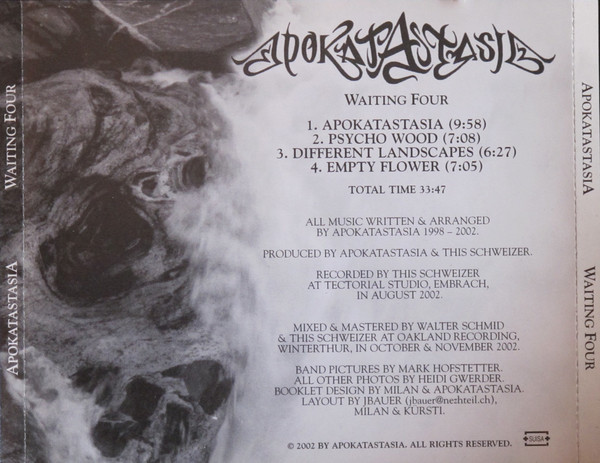 APOKATASTASIA
WAITING FOUR
1. APOKATASTASIA (9:58)
2. PSYCHO WOOD (7:08)
3. DIFFERENT LANDSCAPES (6:27)
4. EMPTY FLOWER (7:05)
TOTAL TIME 33:47
ALL MUSIC WRITTEN & ARRANGED
BY APOKATASTASIA 1998 – 2002.
PRODUCED BY APOKATASTASIA & THIS SCHWEIZER.
RECORDED BY THIS SCHWEIZER
AT TECTORIAL STUDIO, EMBRACH,
IN AUGUST 2002.
MIXED & MASTERED BY WALTER SCHMID
& THIS SCHWEIZER AT OAKLAND RECORDING,
WINTERTHUR, IN OCTOBER & NOVEMBER 2002.
BAND PICTURES BY MARK HOFSTETTER.
ALL OTHER PHOTOS BY HEIDI GWERDER.
BOOKLET DESIGN BY MILAN & APOKATASTASIA.
LAYOUT BY JBAUER (jbauer@nezhteil.ch),
MILAN & KÜRSTI.
© 2002 BY APOKATASTASIA. ALL RIGHTS RESERVED.
SUISA
APOKATASTASIA WAITING FOUR
APOKATASTASIA WAITING FOUR